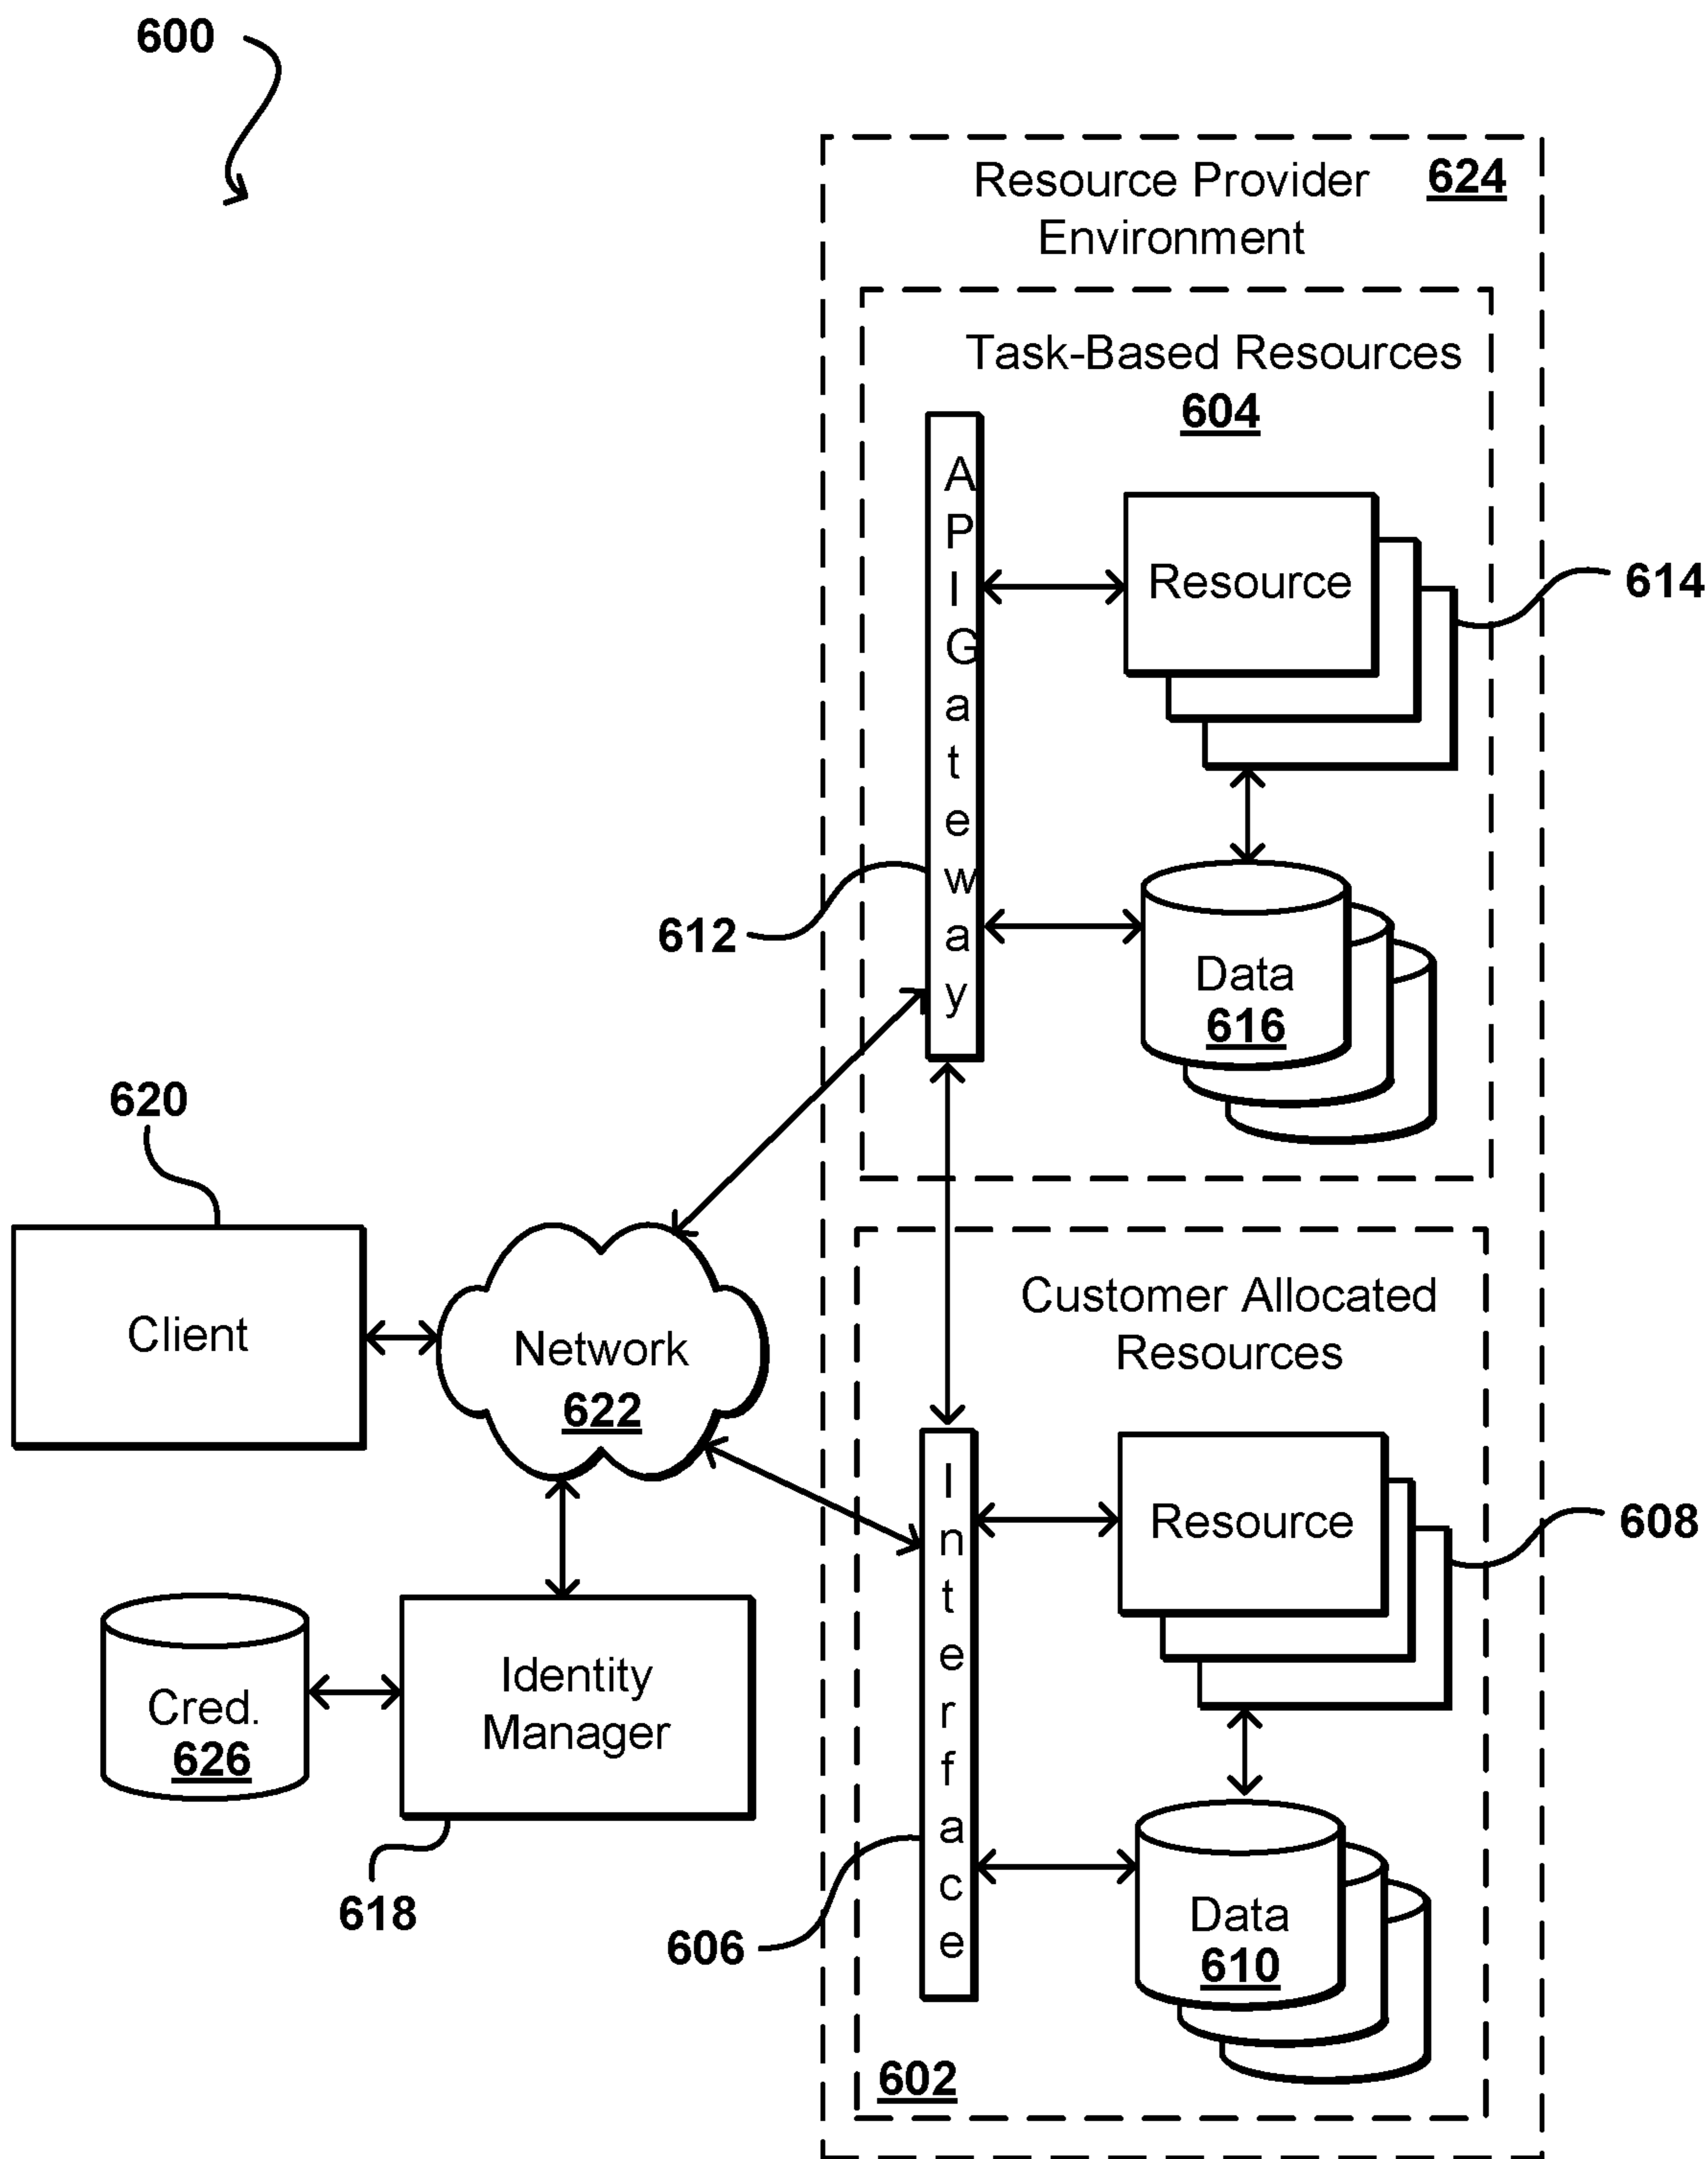 600
Resource Provider 624
Environment
Task-Based Resources
604
API Gateway
Resource
614
612
Data
616
620
Client
Network
622
Customer Allocated
Resources
Interface
Resource
608
Identity
Manager
Cred.
626
618
606
Data
610
602